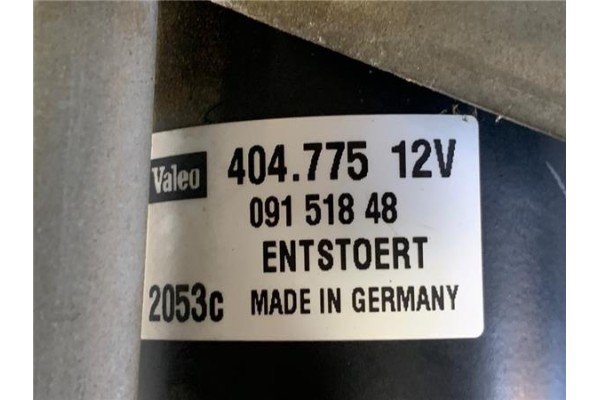 Valeo 404.775 12V
091 518 48
ENTSTOERT
2053c MADE IN GERMANY